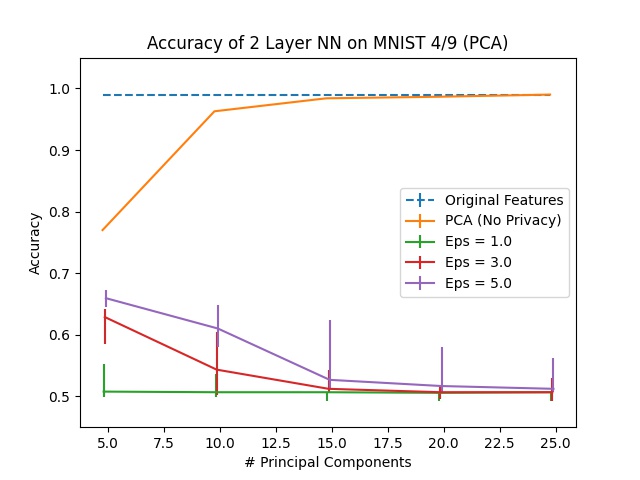 Accuracy of 2 Layer NN on MNIST 4/9 (PCA)
1.0
0.9
0.8
0.7
0.6
0.5
Accuracy
Original Features
PCA (No Privacy)
Eps = 1.0
Eps = 3.0
Eps = 5.0
5.0 7.5 10.0 12.5 15.0 17.5 20.0 22.5 25.0
# Principal Components